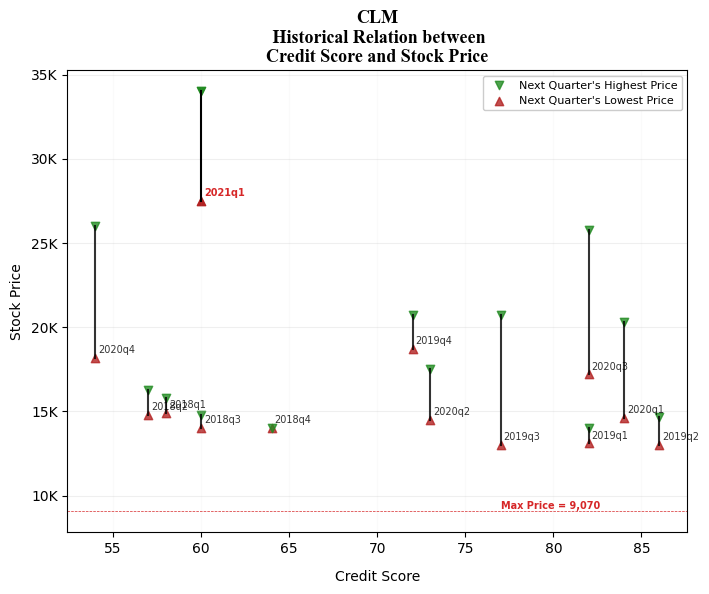 CLM
Historical Relation between
Credit Score and Stock Price
Next Quarter's Highest Price
Next Quarter's Lowest Price
35K
30K
25K
20K
15K
10K
Stock Price
2021q1
2020q4
2019q4
2020q3
2018q2
2018q1
2018q3
2018q4
2020q2
2020q1
2019q3
2019q1
2019q2
Max Price = 9,070
55
60
65
70
75
80
85
Credit Score